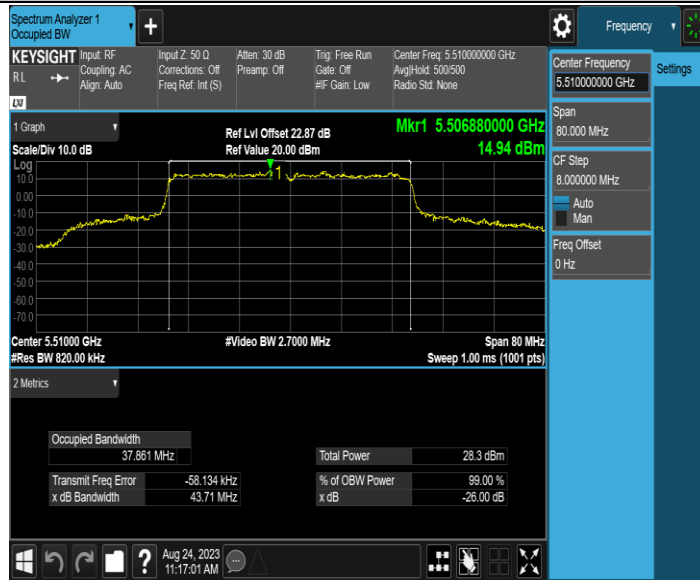 Spectrum Analyzer 1
Occupied BW
+
Frequency
KEYSIGHT
RL
LXI
Input: RF
Coupling: AC
Align: Auto
Input Z: 50 Ω
Corrections: Off
Freq Ref: Int (S)
Atten: 30 dB
Preamp: Off
Trig: Free Run
Gate: Off
#IF Gain: Low
Center Freq: 5.510000000 GHz
Avg|Hold: 500/500
Radio Std: None
Center Frequency
5.510000000 GHz
Settings
Span
80.000 MHz
CF Step
8.000000 MHz
Auto
Man
Freq Offset
0 Hz
1 Graph
Scale/Div 10.0 dB
Ref Lvl Offset 22.87 dB
Ref Value 20.00 dBm
Mkr1 5.506880000 GHz
14.94 dBm
Log
10.0
0.00
-10.0
-20.0
-30.0
-40.0
-50.0
-60.0
-70.0
1
Center 5.51000 GHz
#Res BW 820.00 kHz
#Video BW 2.7000 MHz
Span 80 MHz
Sweep 1.00 ms (1001 pts)
2 Metrics
Occupied Bandwidth
37.861 MHz
Total Power 28.3 dBm
Transmit Freq Error -58.134 kHz
% of OBW Power 99.00 %
x dB Bandwidth 43.71 MHz
x dB -26.00 dB
?
Aug 24, 2023
11:17:01 AM